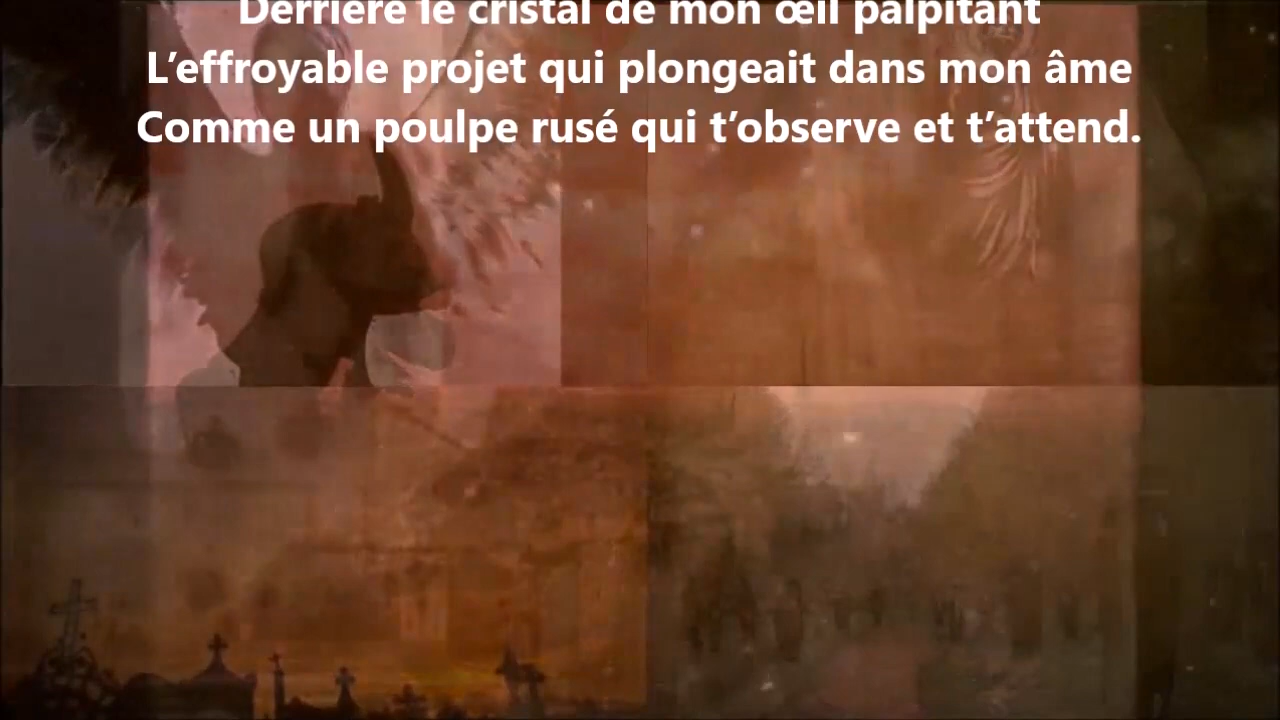 Derrière le cristal de mon œil palpitant
L’effroyable projet qui plongeait dans mon âme
Comme un poulpe rusé qui t’observe et t’attend.